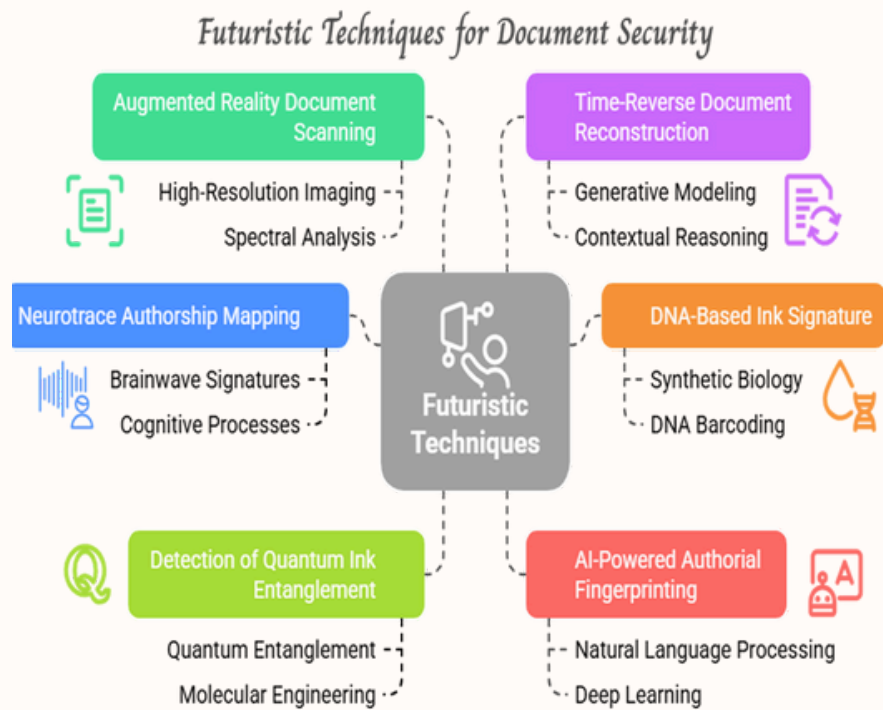 Futuristic Techniques for Document Security
Augmented Reality Document
Scanning
High-Resolution Imaging
Spectral Analysis
Time-Reverse Document
Reconstruction
Generative Modeling
Contextual Reasoning
Neurotrace Authorship Mapping
Brainwave Signatures
Cognitive Processes
Futuristic
Techniques
DNA-Based Ink Signature
Synthetic Biology
DNA Barcoding
Detection of Quantum Ink
Entanglement
Quantum Entanglement
Molecular Engineering
AI-Powered Authorial
Fingerprinting
Natural Language Processing
Deep Learning
Q
A